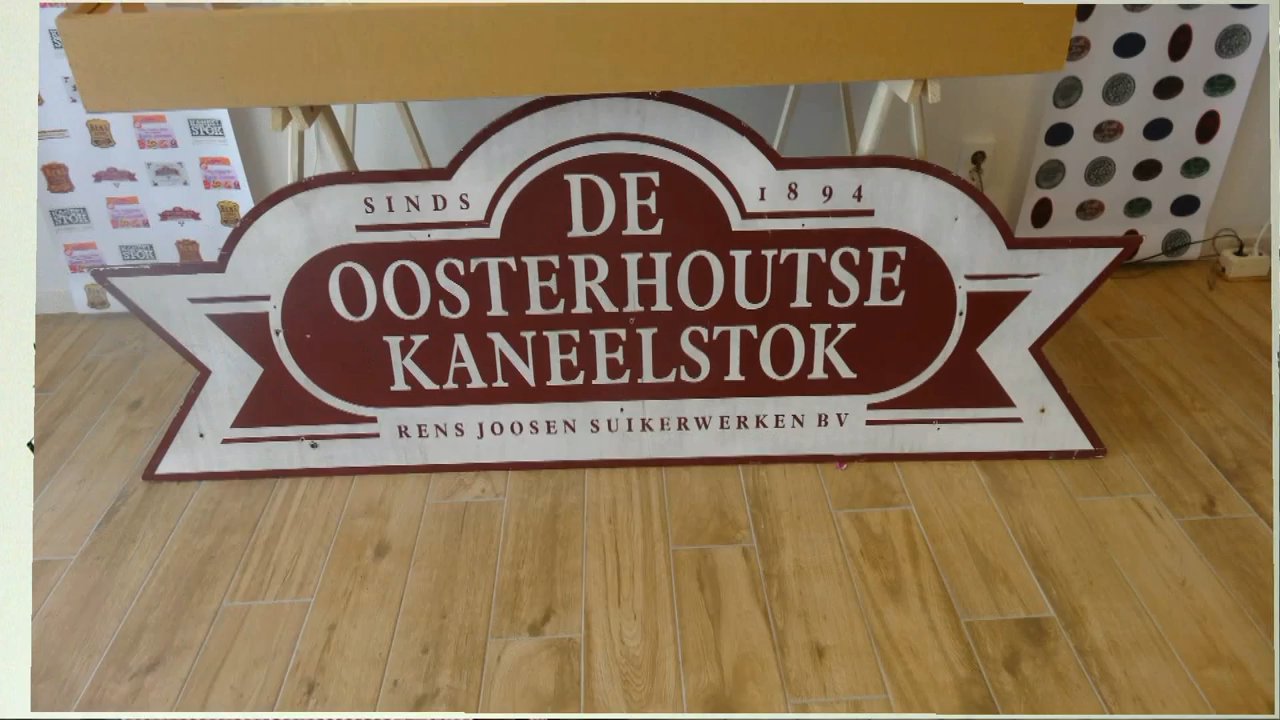 SINDS 1894
DE
OOSTERHOUTSE
KANEELSTOK
RENS JOOSEN SUIKERWERKEN BV